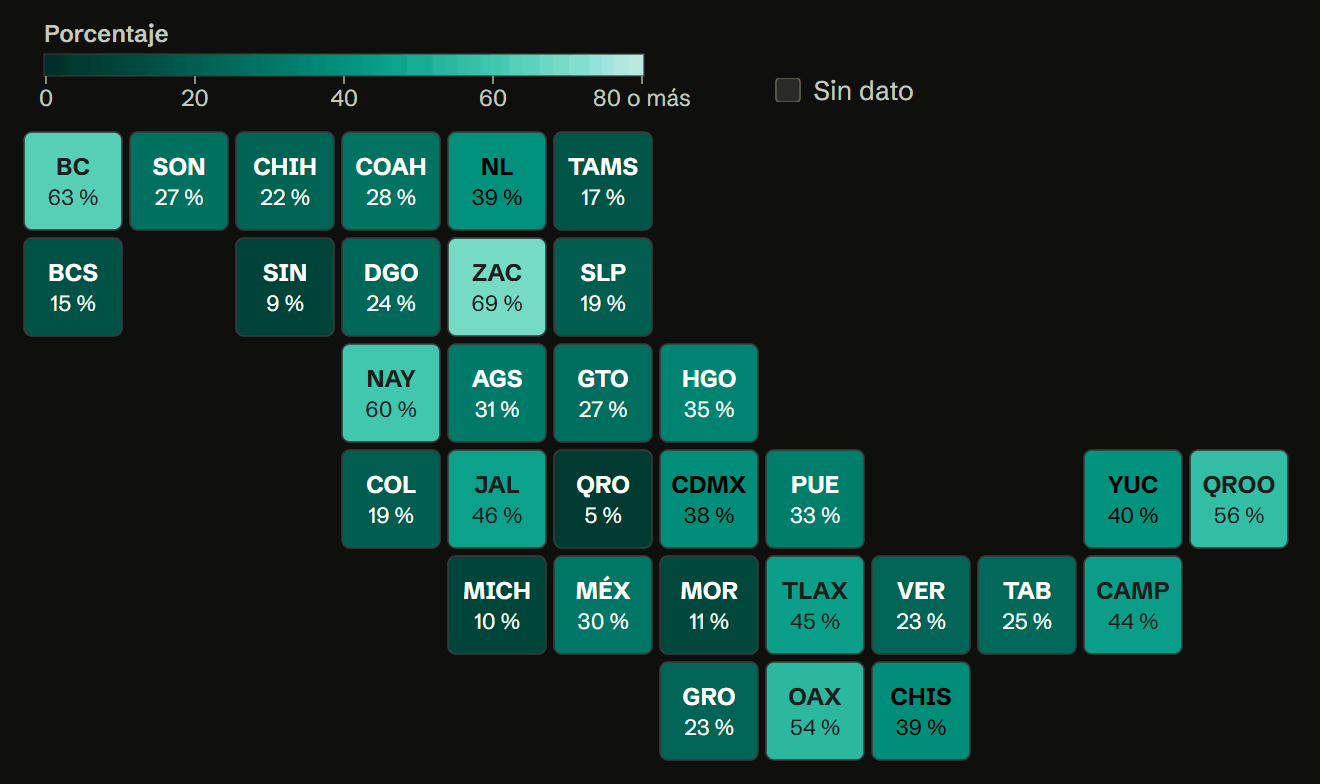 Porcentaje
0 20 40 60 80 o más
Sin dato
BC SON CHIH COAH NL TAMS
63 % 27 % 22 % 28 % 39 % 17 %
BCS SIN DGO ZAC SLP
15 % 9 % 24 % 69 % 19 %
NAY AGS GTO HGO
60 % 31 % 27 % 35 %
COL JAL QRO CDMX PUE YUC QROO
19 % 46 % 5 % 38 % 33 % 40 % 56 %
MICH MÉX MOR TLAX VER TAB CAMP
10 % 30 % 11 % 45 % 23 % 25 % 44 %
GRO OAX CHIS
23 % 54 % 39 %